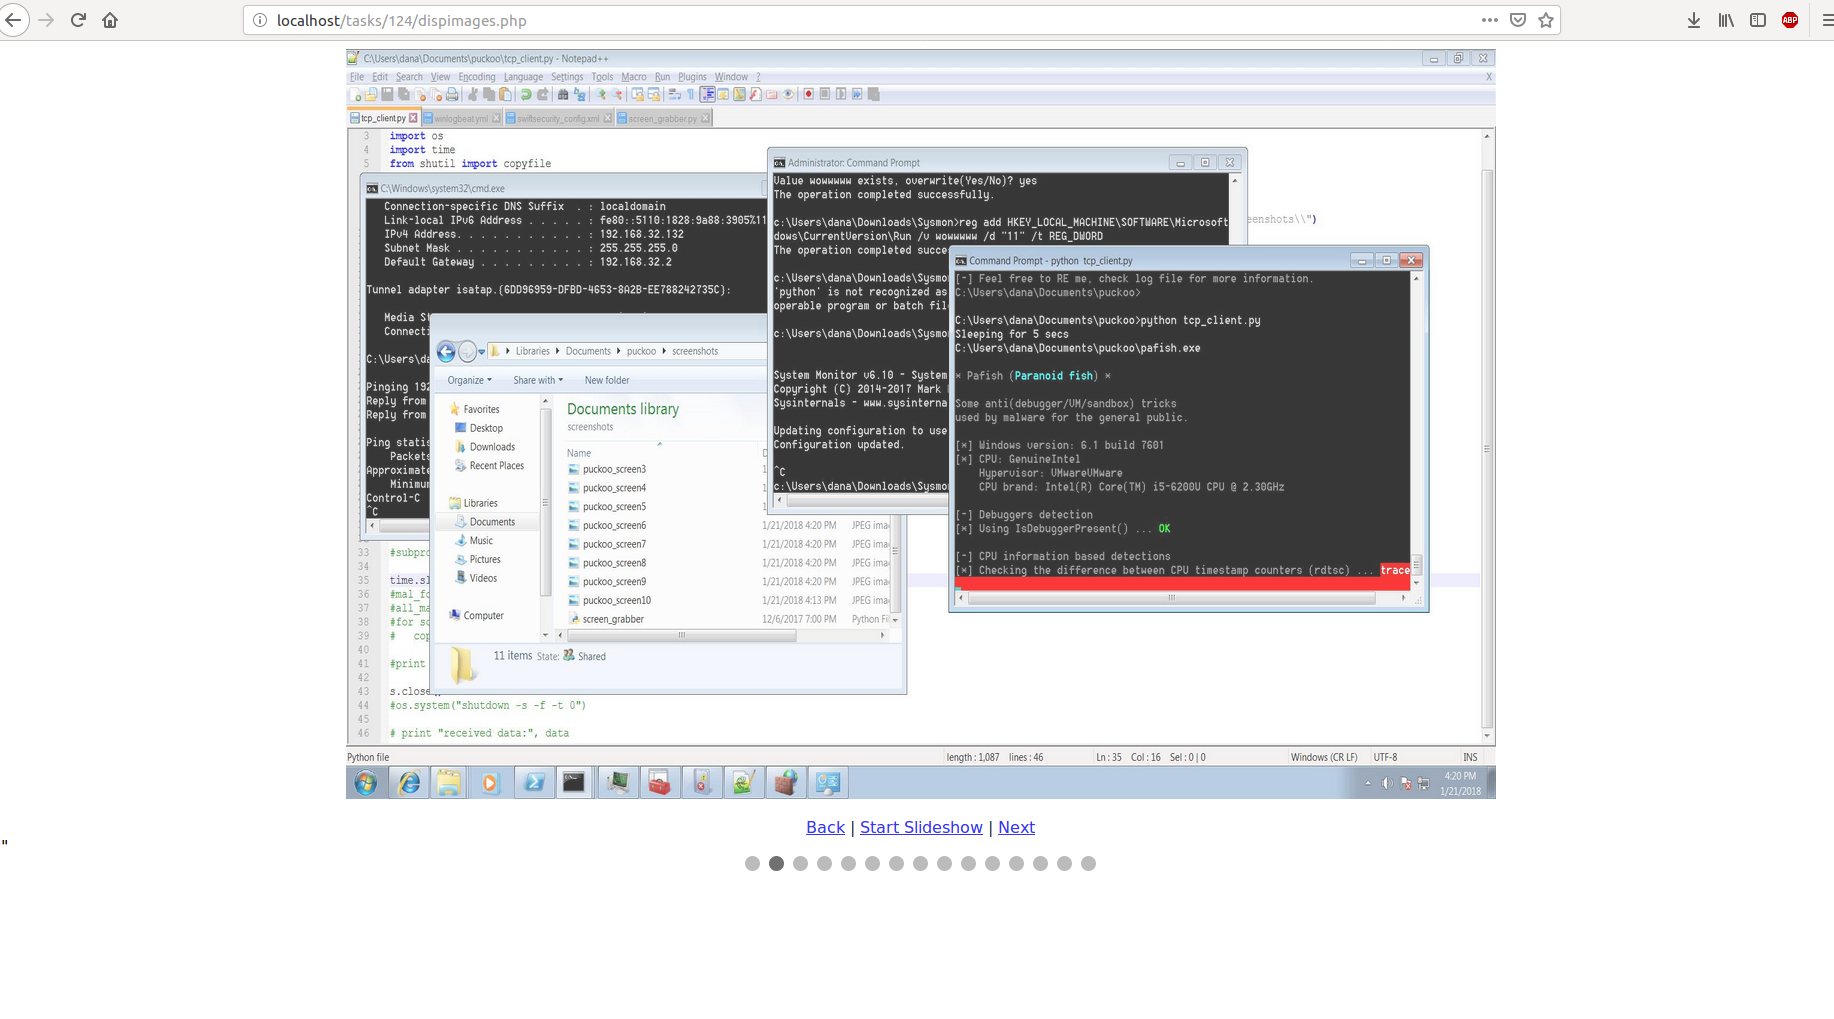 localhost/tasks/124/dispimages.php
ABP
C:\Users\dana\Documents\puckoo\tcp_client.py - Notepad++
File Edit Search View Encoding Language Settings Tools Macro Run Plugins Window ? X
tcp_client.py winlogbeat.yml swiftsecurity_config.xml screen_grabber.py
3 import os
4 import time
5 from shutil import copyfile
eenshots\\")
C:\Windows\system32\cmd.exe
Connection-specific DNS Suffix . : localdomain
Link-local IPv6 Address . . . . . : fe80::5110:1828:9a88:3905%11
IPv4 Address. . . . . . . . . . . : 192.168.32.132
Subnet Mask . . . . . . . . . . . : 255.255.255.0
Default Gateway . . . . . . . . . : 192.168.32.2
Tunnel adapter isatap.{6DD96959-DFBD-4653-8A2B-EE788242735C}:
Media St
Connecti
C:\Users\da
Pinging 192
Reply from
Reply from
Ping statis
Packets
Approximate
Minimum
Control-C
^C
Administrator: Command Prompt
Value wowwwww exists, overwrite(Yes/No)? yes
The operation completed successfully.
c:\Users\dana\Downloads\Sysmon>reg add HKEY_LOCAL_MACHINE\SOFTWARE\Microsoft
dows\CurrentVersion\Run /v wowwwww /d "11" /t REG_DWORD
The operation completed succe
c:\Users\dana\Downloads\Sysmo
'python' is not recognized as
operable program or batch fil
c:\Users\dana\Downloads\Sysmo
System Monitor v6.10 - System
Copyright (C) 2014-2017 Mark
Sysinternals - www.sysinterna
Updating configuration to use
Configuration updated.
^C
c:\Users\dana\Downloads\Sysmo
Command Prompt - python tcp_client.py
[-] Feel free to RE me, check log file for more information.
C:\Users\dana\Documents\puckoo>
C:\Users\dana\Documents\puckoo>python tcp_client.py
Sleeping for 5 secs
C:\Users\dana\Documents\puckoo\pafish.exe
* Pafish (Paranoid fish) *
Some anti(debugger/VM/sandbox) tricks
used by malware for the general public.
[*] Windows version: 6.1 build 7601
[*] CPU: GenuineIntel
Hypervisor: VMwareVMware
CPU brand: Intel(R) Core(TM) i5-6200U CPU @ 2.30GHz
[-] Debuggers detection
[*] Using IsDebuggerPresent() ... OK
[-] CPU information based detections
[*] Checking the difference between CPU timestamp counters (rdtsc) ... trace
Libraries Documents puckoo screenshots
Organize Share with New folder
Favorites
Desktop
Downloads
Recent Places
Libraries
Documents
Music
Pictures
Videos
Computer
Documents library
screenshots
Name D
puckoo_screen3 1
puckoo_screen4 1
puckoo_screen5 1
puckoo_screen6 1/21/2018 4:20 PM JPEG ima
puckoo_screen7 1/21/2018 4:20 PM JPEG ima
puckoo_screen8 1/21/2018 4:20 PM JPEG ima
puckoo_screen9 1/21/2018 4:20 PM JPEG ima
puckoo_screen10 1/21/2018 4:13 PM JPEG ima
screen_grabber 12/6/2017 7:00 PM Python Fil
11 items State: Shared
33 #subpro
34
35 time.sl
36 #mal_fo
37 #all_ma
38 #for sc
39 # cop
40
41 #print
42
43 s.close()
44 #os.system("shutdown -s -f -t 0")
45
46 # print "received data:", data
Python file length : 1,087 lines : 46 Ln : 35 Col : 16 Sel : 0 | 0 Windows (CR LF) UTF-8 INS
4:20 PM
1/21/2018
Back | Start Slideshow | Next
"